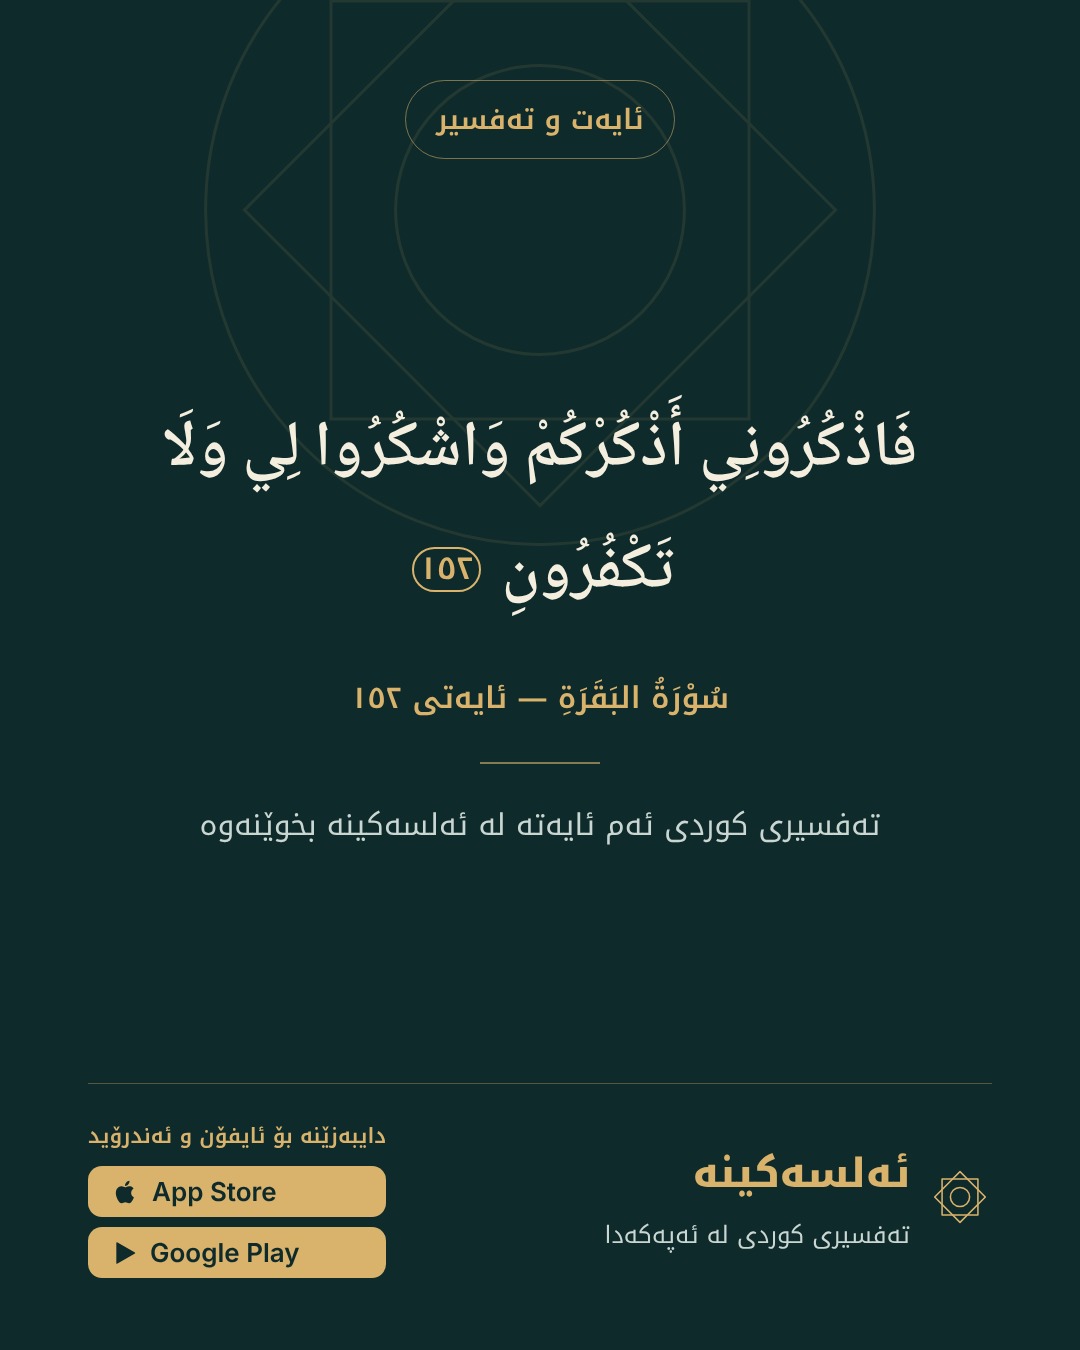 ئایەت و تەفسیر
فَاذْكُرُونِي أَذْكُرْكُمْ وَاشْكُرُوا لِي وَلَا
تَكْفُرُونِ ١٥٢
سُوْرَةُ البَقَرَةِ — ئایەتی ١٥٢
تەفسیری کوردی ئەم ئایەتە لە ئەلسەکینە بخوێنەوە
ئەلسەکینە
تەفسیری کوردی لە ئەپەکەدا
دایبەزێنە بۆ ئایفۆن و ئەندرۆید
App Store
Google Play